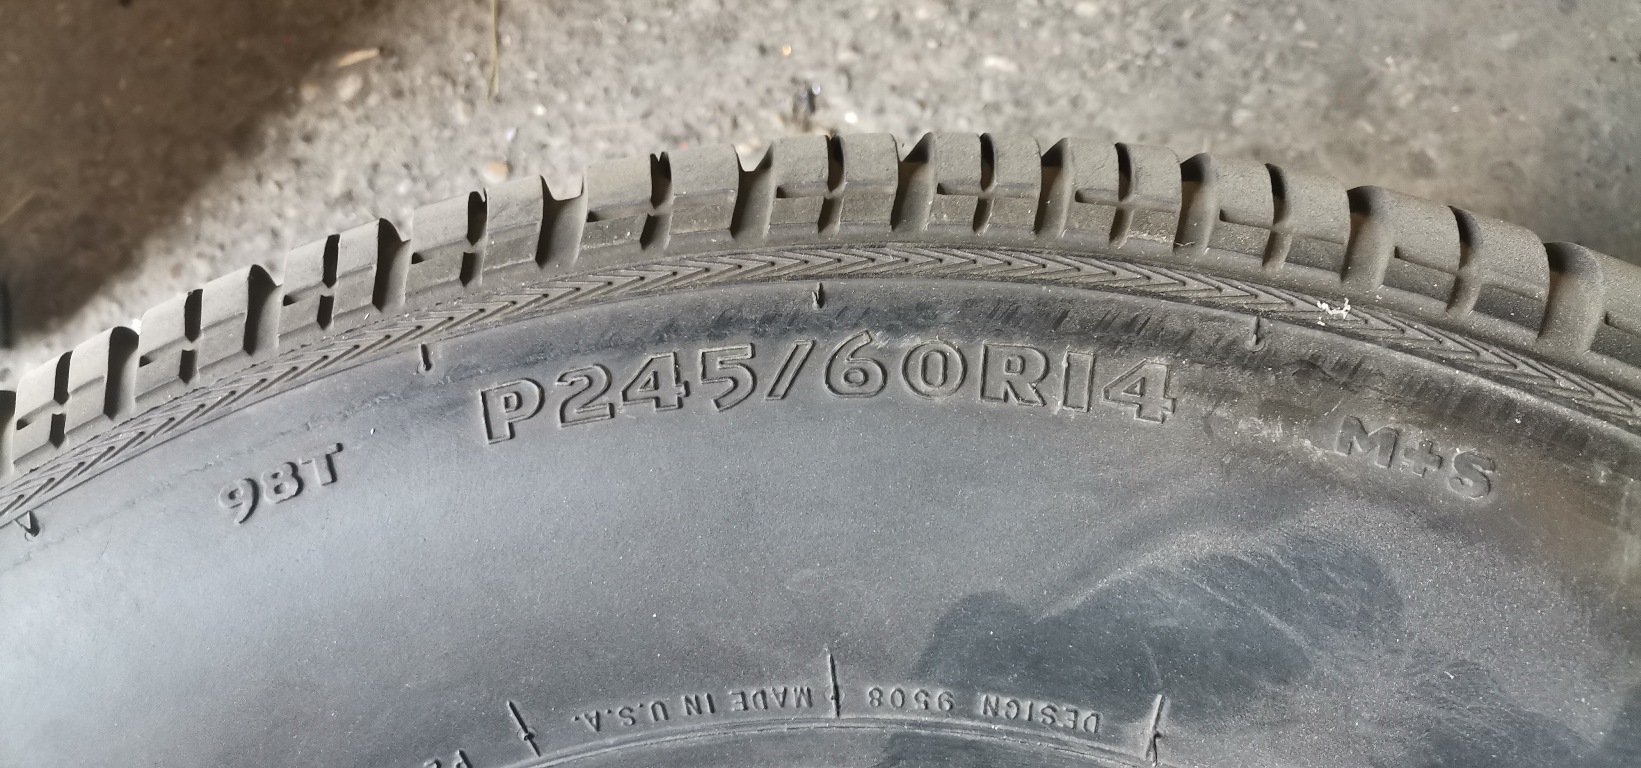 P245/60R14
98T
M+S
DESIGN 9508
MADE IN U.S.A.